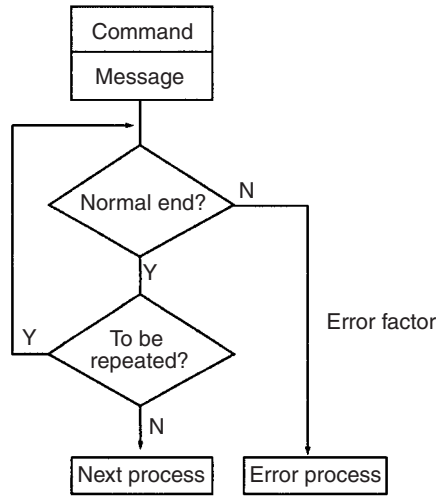 Command
Message
Normal end?
N
Y
Error factor
Y
To be
repeated?
N
Next process
Error process